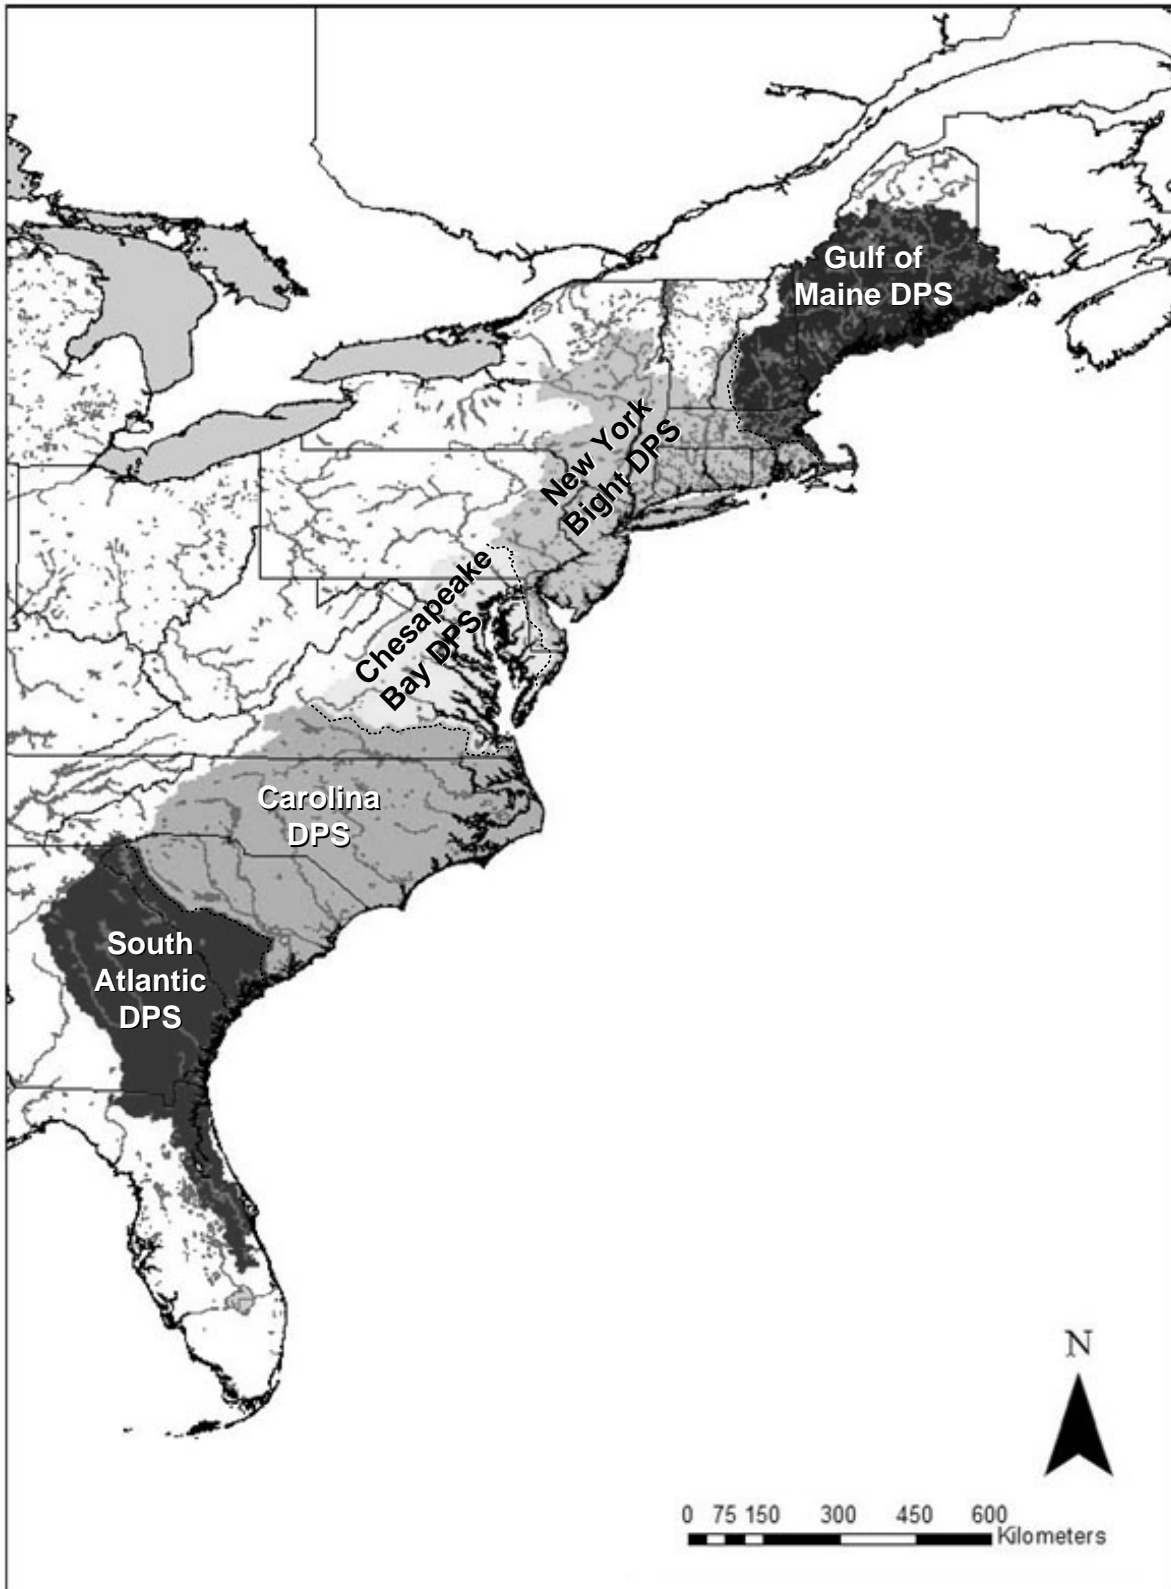 Gulf of
Maine DPS
New York
Bight DPS
Chesapeake
Bay DPS
Carolina
DPS
South
Atlantic
DPS
N
0 75 150 300 450 600
Kilometers